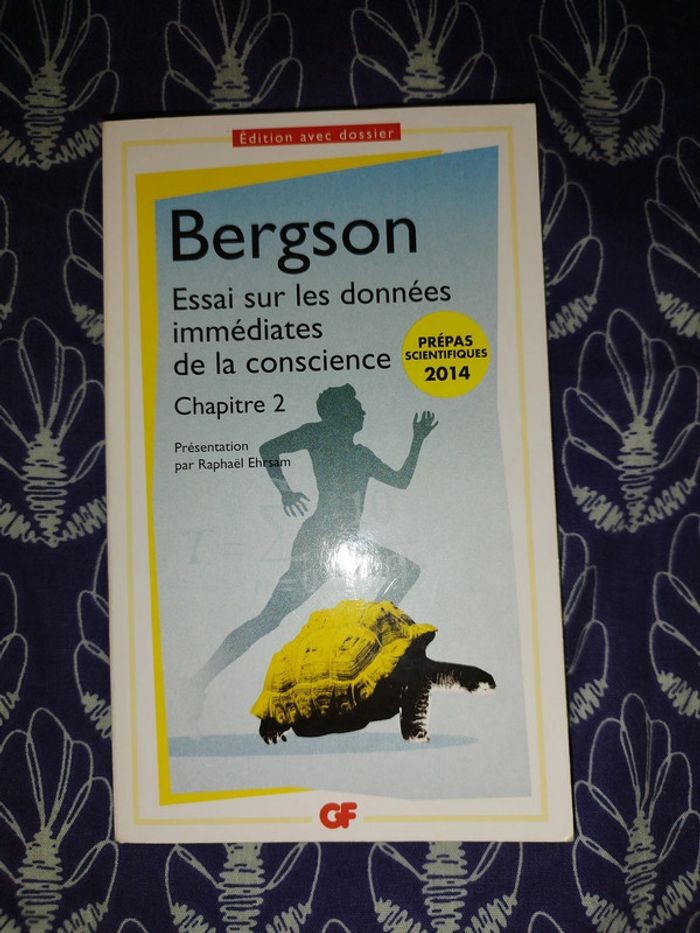 Édition avec dossier
Bergson
Essai sur les données
immédiates
de la conscience
PRÉPAS
SCIENTIFIQUES
2014
Chapitre 2
Présentation
par Raphaël Ehrsam
GF